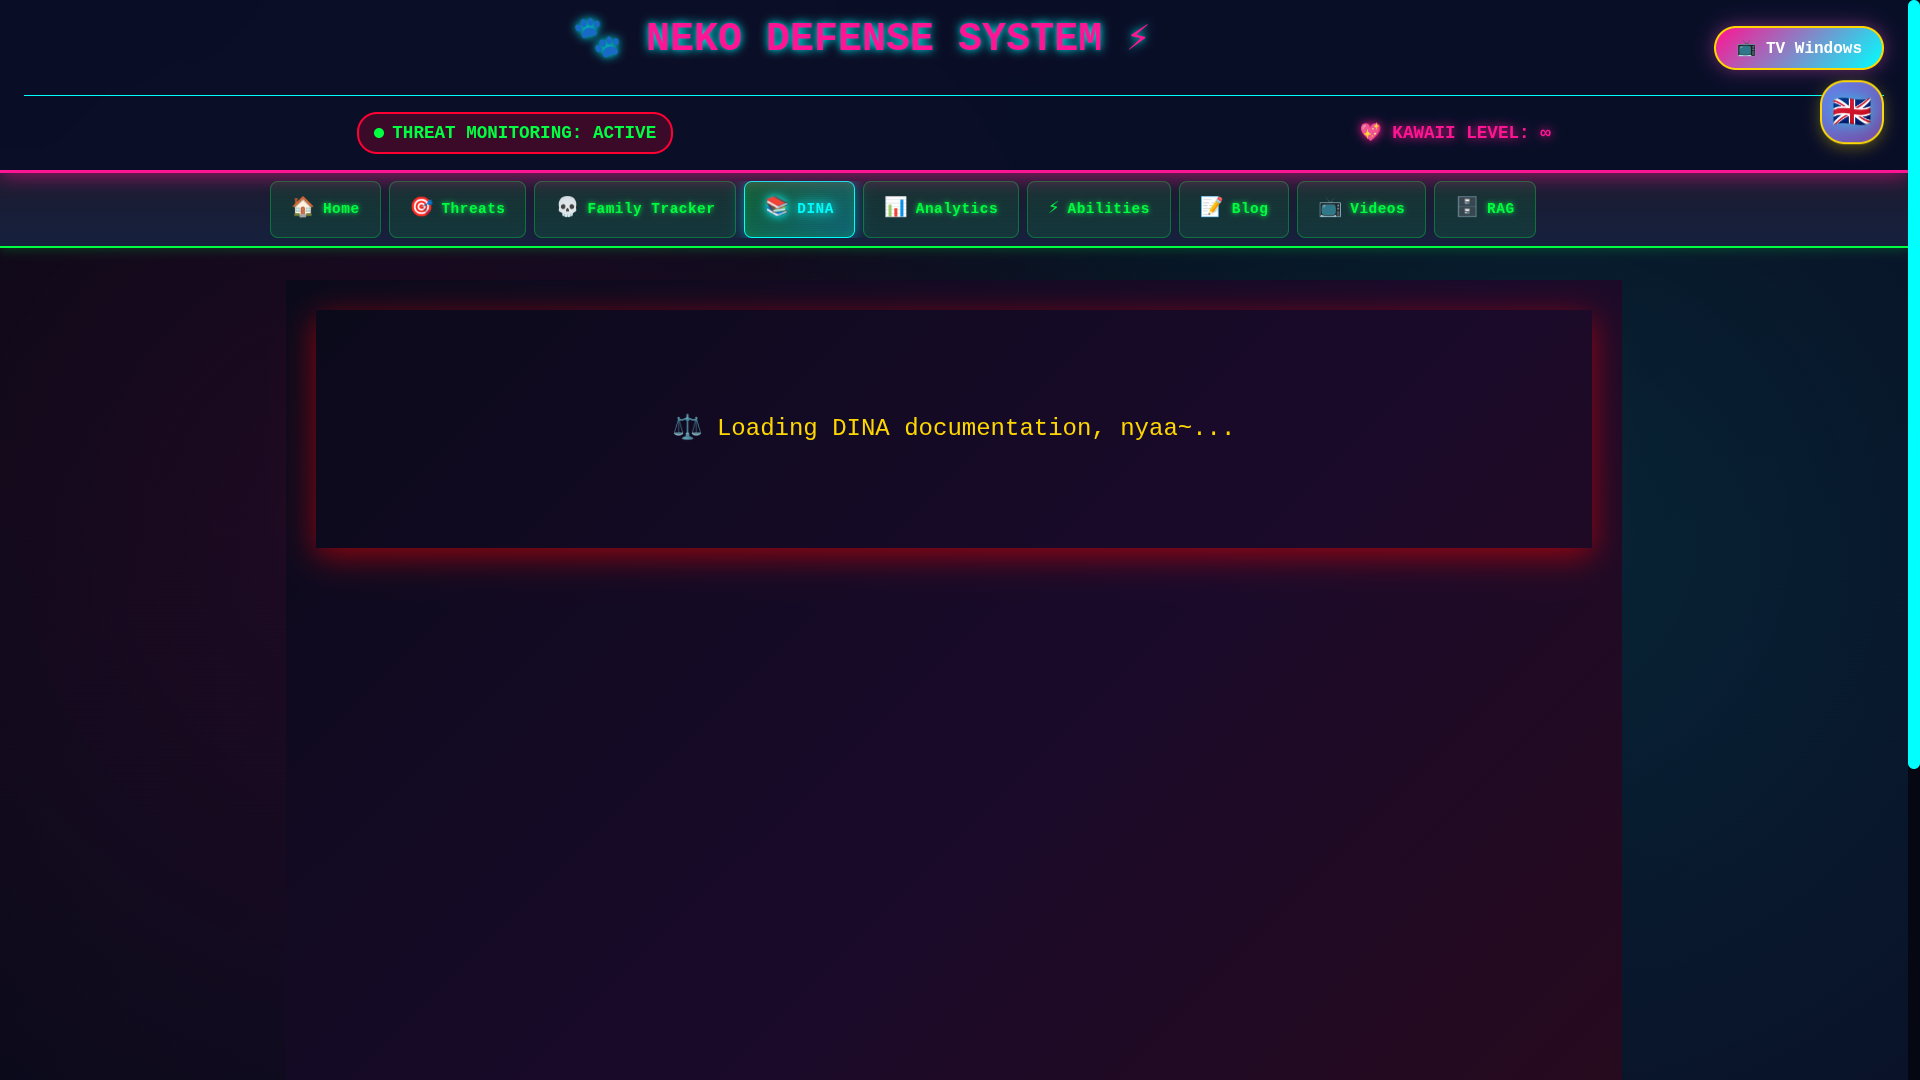 🐾 NEKO DEFENSE SYSTEM ⚡
📺 TV Windows
THREAT MONITORING: ACTIVE
💖 KAWAII LEVEL: ∞
🏠 Home
🎯 Threats
💀 Family Tracker
📚 DINA
📊 Analytics
⚡ Abilities
📝 Blog
📺 Videos
🗄️ RAG
⚖️ Loading DINA documentation, nyaa~...